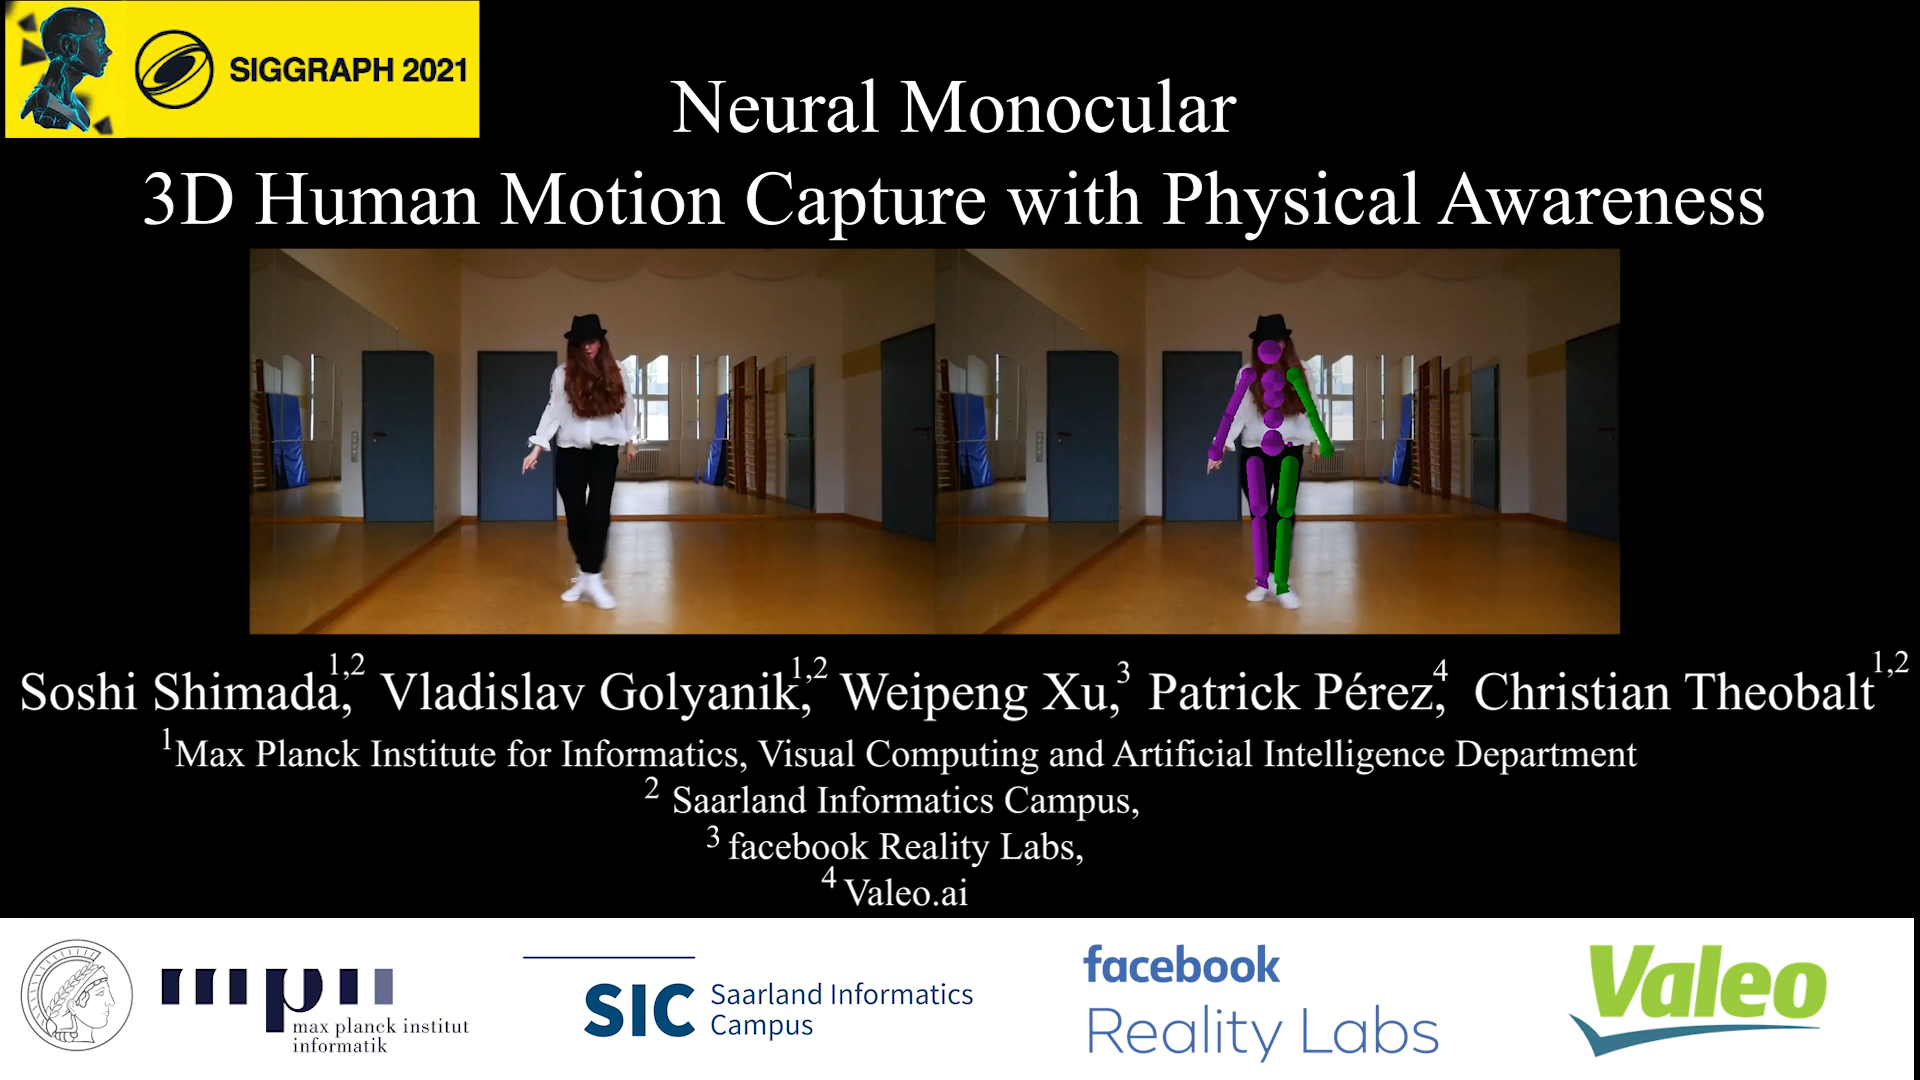 SIGGRAPH 2021
Neural Monocular
3D Human Motion Capture with Physical Awareness
Soshi Shimada,1,2 Vladislav Golyanik,1,2 Weipeng Xu,3 Patrick Pérez,4 Christian Theobalt1,2
1Max Planck Institute for Informatics, Visual Computing and Artificial Intelligence Department
2 Saarland Informatics Campus,
3 facebook Reality Labs,
4 Valeo.ai
mpii
max planck institut
informatik
SIC Saarland Informatics
Campus
facebook
Reality Labs
Valeo